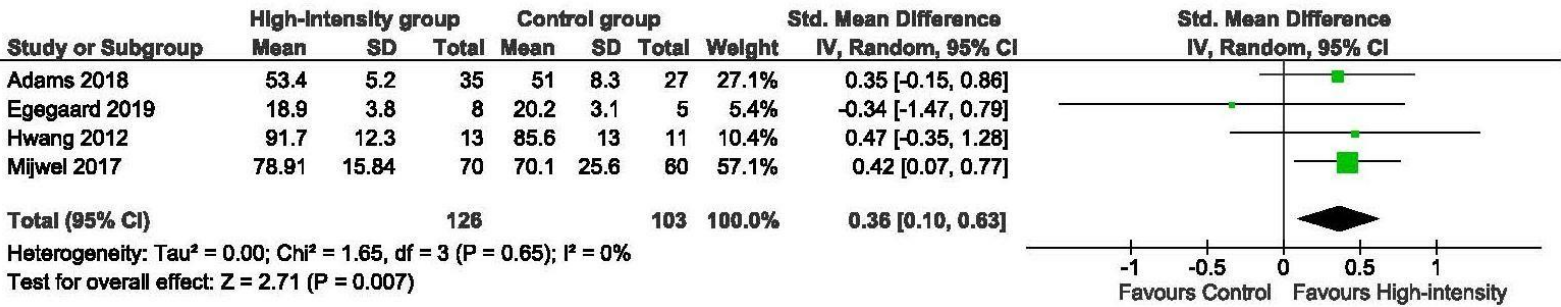 High-intensity group Control group Std. Mean Difference Std. Mean Difference
Study or Subgroup Mean SD Total Mean SD Total Weight IV, Random, 95% CI IV, Random, 95% CI
Adams 2018 53.4 5.2 35 51 8.3 27 27.1% 0.35 [-0.15, 0.86]
Egegaard 2019 18.9 3.8 8 20.2 3.1 5 5.4% -0.34 [-1.47, 0.79]
Hwang 2012 91.7 12.3 13 85.6 13 11 10.4% 0.47 [-0.35, 1.28]
Mijwel 2017 78.91 15.84 70 70.1 25.6 60 57.1% 0.42 [0.07, 0.77]
Total (95% CI) 126 103 100.0% 0.36 [0.10, 0.63]
Heterogeneity: Tau² = 0.00; Chi² = 1.65, df = 3 (P = 0.65); I² = 0%
Test for overall effect: Z = 2.71 (P = 0.007)
-1 -0.5 0 0.5 1
Favours Control Favours High-intensity